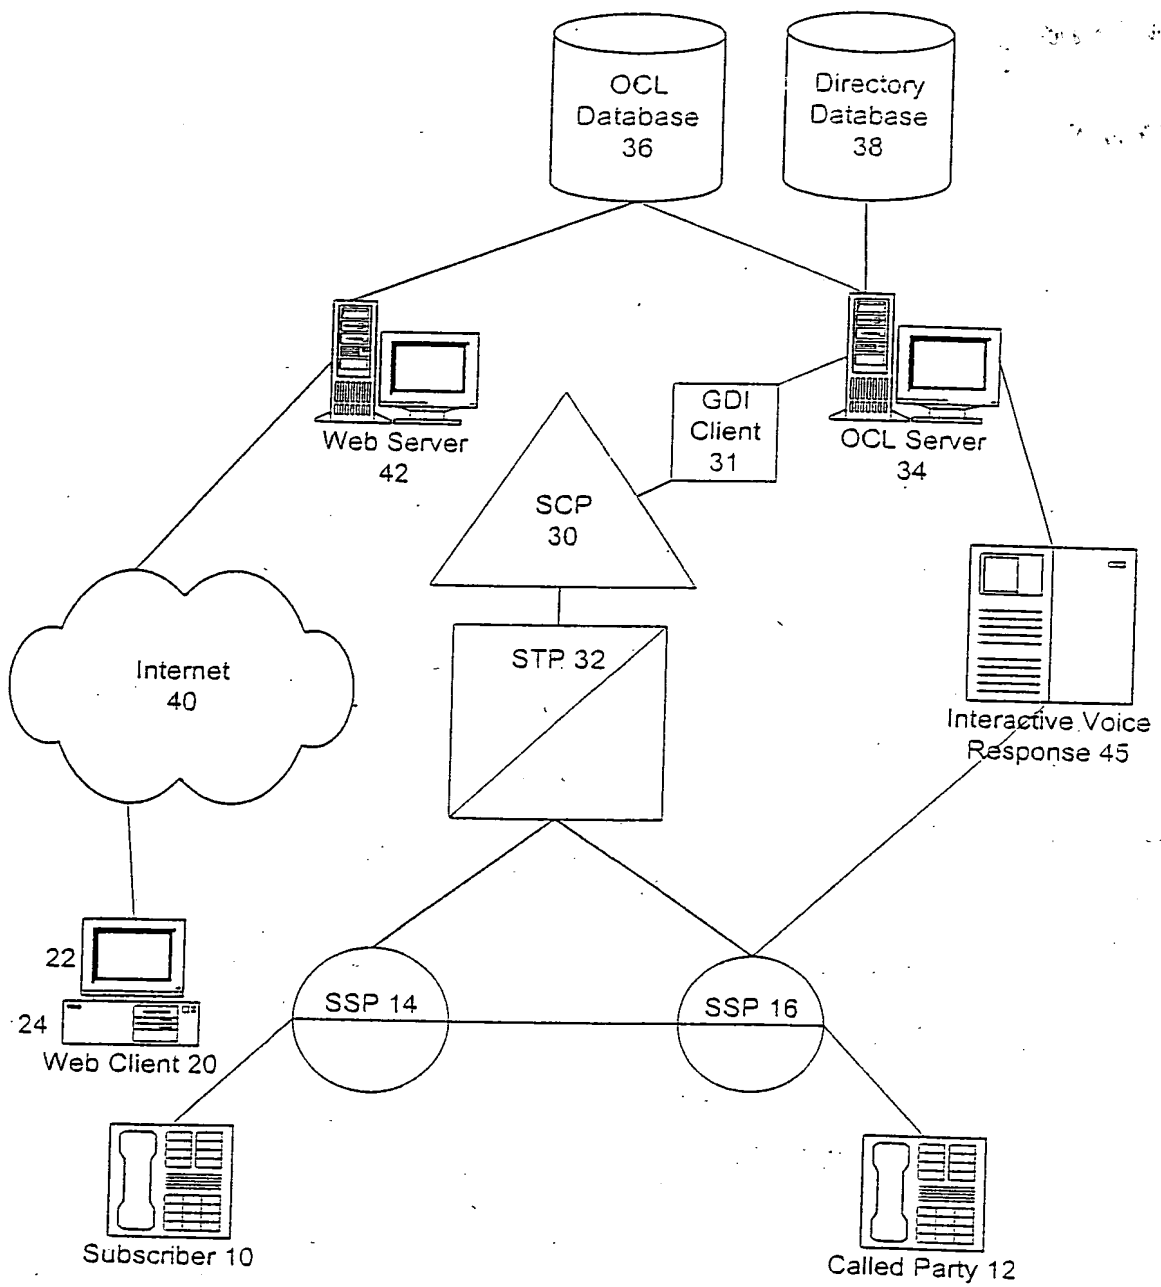 OCL
Database
36
Directory
Database
38
GDI
Client
31
Web Server
42
OCL Server
34
SCP
30
STP 32
Internet
40
Interactive Voice
Response 45
22
24
Web Client 20
SSP 14
SSP 16
Subscriber 10
Called Party 12